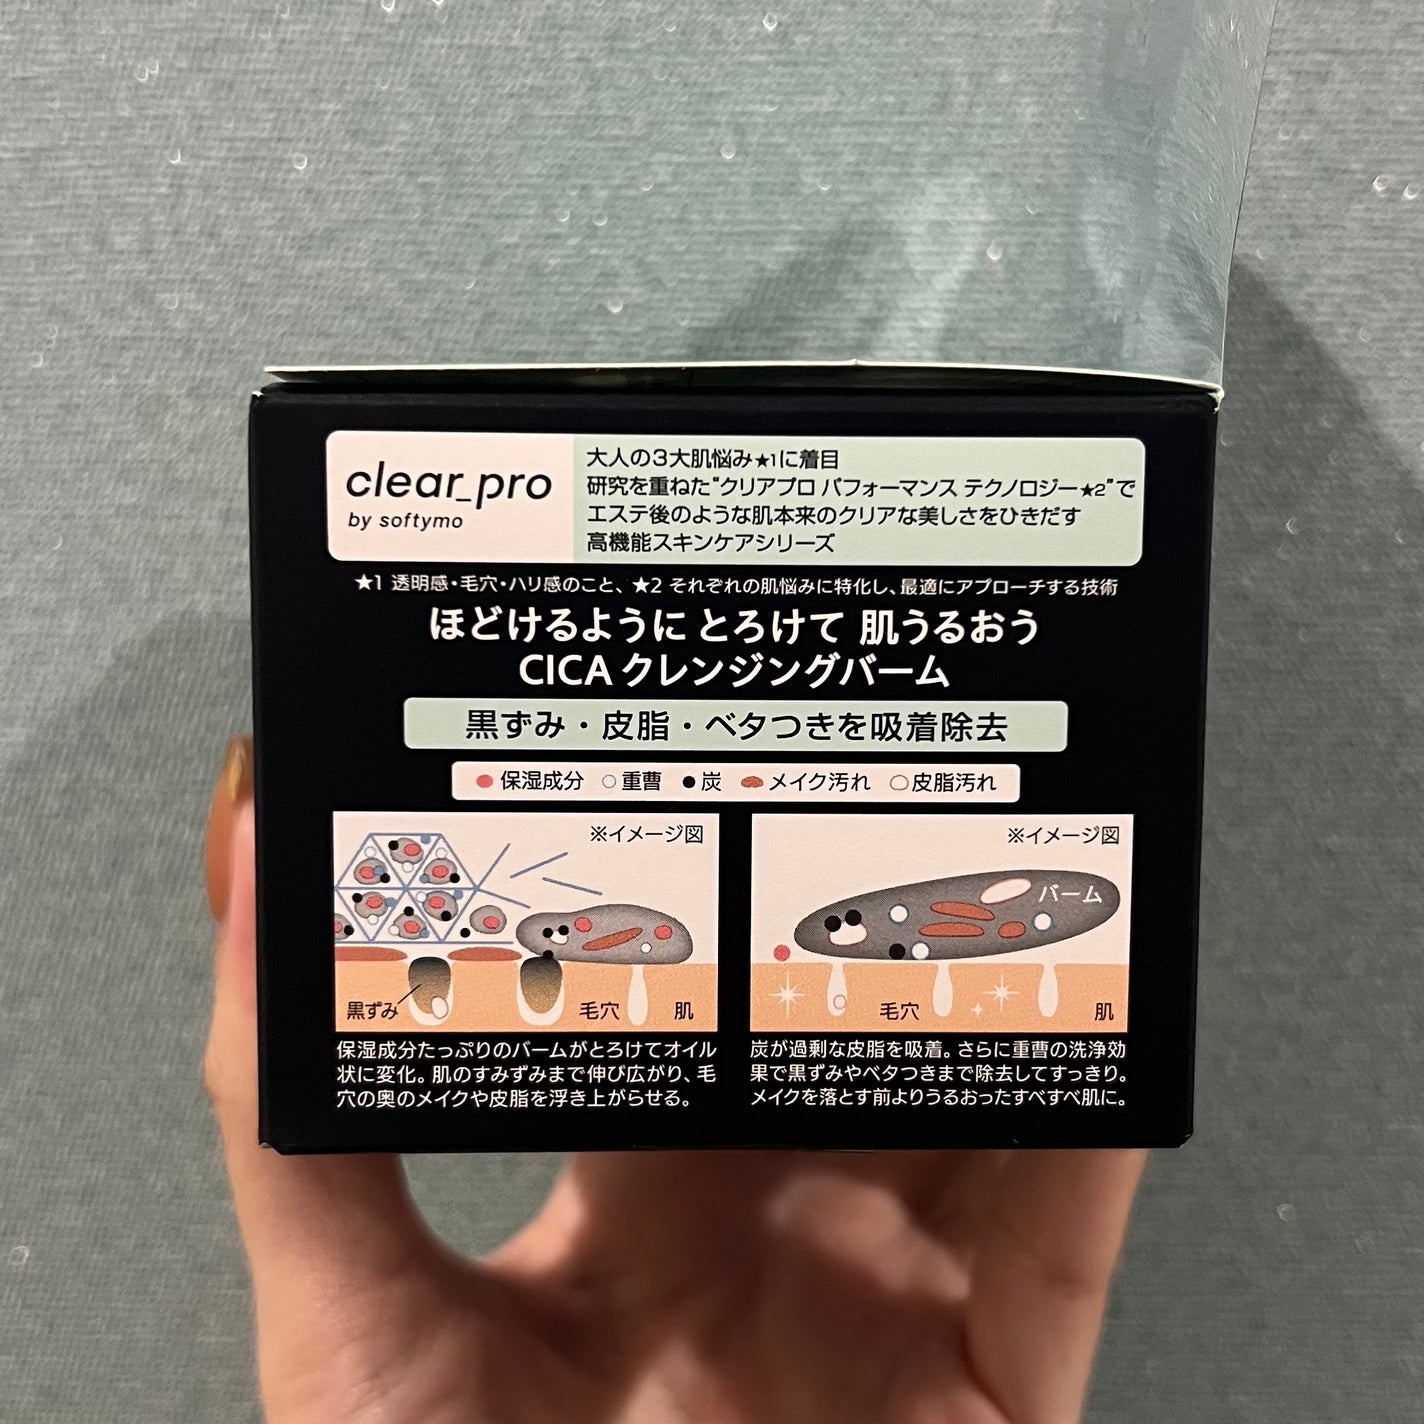 clear_pro
by softymo
大人の3大肌悩み★1に着目
研究を重ねた"クリアプロ パフォーマンス テクノロジー★2"で
エステ後のような肌本来のクリアな美しさをひきだす
高機能スキンケアシリーズ
★1 透明感・毛穴・ハリ感のこと、★2 それぞれの肌悩みに特化し、最適にアプローチする技術
ほどけるように とろけて 肌うるおう
CICA クレンジングバーム
黒ずみ・皮脂・ベタつきを吸着除去
保湿成分 重曹 炭 メイク汚れ 皮脂汚れ
※イメージ図
黒ずみ 毛穴 肌
保湿成分たっぷりのバームがとろけてオイル
状に変化。肌のすみずみまで伸び広がり、毛
穴の奥のメイクや皮脂を浮き上がらせる。
※イメージ図
バーム
毛穴 肌
炭が過剰な皮脂を吸着。さらに重曹の洗浄効
果で黒ずみやベタつきまで除去してすっきり。
メイクを落とす前よりうるおったすべすべ肌に。